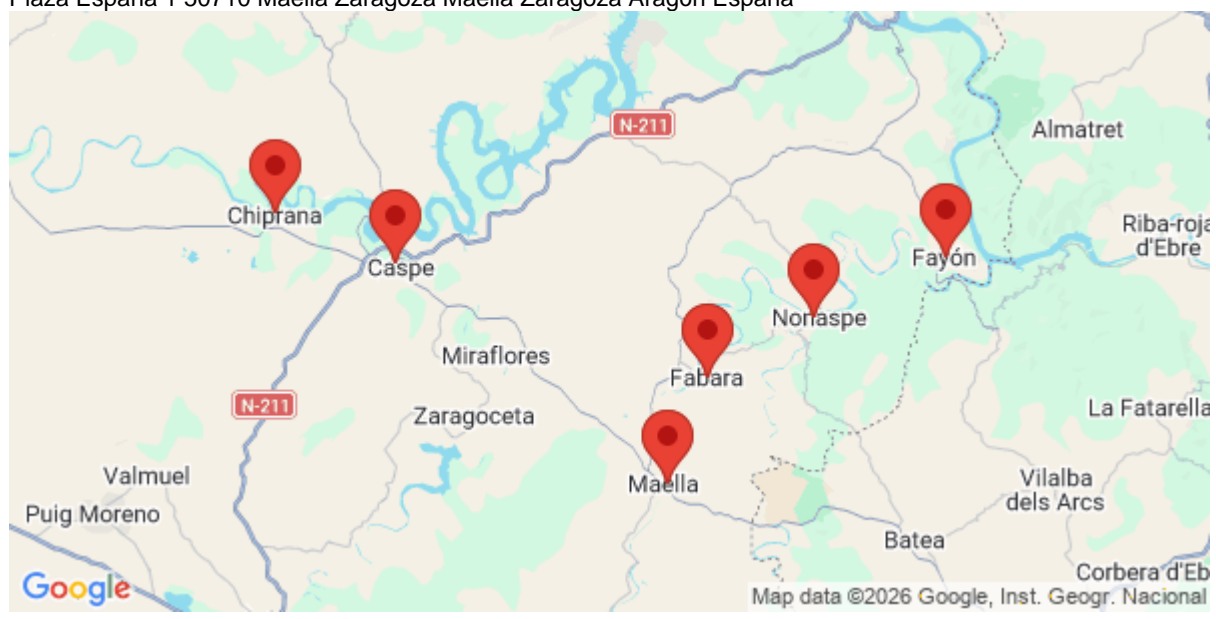 Plaza España 1 50710 Maella Zaragoza Maella Zaragoza Aragón España
N-211
Almatret
Chiprana
Riba-roja
d'Ebre
Caspe
Fayón
Nonaspe
Miraflores
Fabara
N-211
Zaragoceta
La Fatarella
Valmuel
Maella
Vilalba
dels Arcs
Puig Moreno
Batea
Corbera d'Eb
Google
Map data ©2026 Google, Inst. Geogr. Nacional